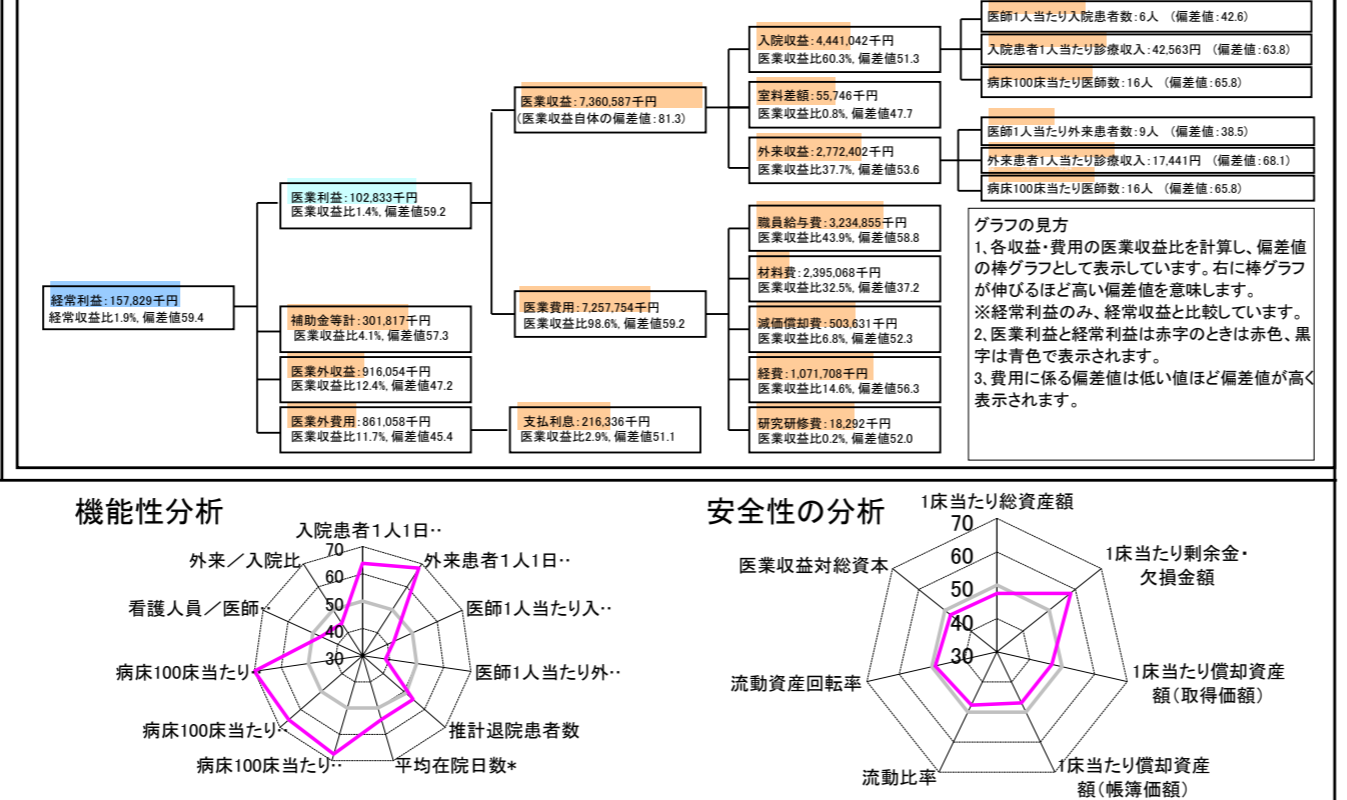 経常利益：157,829千円
経常収益比1.9%, 偏差値59.4
医業利益：102,833千円
医業収益比1.4%, 偏差値59.2
補助金等計：301,817千円
医業収益比4.1%, 偏差値57.3
医業外収益：916,054千円
医業収益比12.4%, 偏差値47.2
医業外費用：861,058千円
医業収益比11.7%, 偏差値45.4
医業収益：7,360,587千円
（医業収益自体の偏差値：81.3）
医業費用：7,257,754千円
医業収益比98.6%, 偏差値59.2
支払利息：216,336千円
医業収益比2.9%, 偏差値51.1
入院収益：4,441,042千円
医業収益比60.3%, 偏差値51.3
室料差額：55,746千円
医業収益比0.8%, 偏差値47.7
外来収益：2,772,402千円
医業収益比37.7%, 偏差値53.6
職員給与費：3,234,855千円
医業収益比43.9%, 偏差値58.8
材料費：2,395,068千円
医業収益比32.5%, 偏差値37.2
減価償却費：503,631千円
医業収益比6.8%, 偏差値52.3
経費：1,071,708千円
医業収益比14.6%, 偏差値56.3
研究研修費：18,292千円
医業収益比0.2%, 偏差値52.0
医師1人当たり入院患者数：6人 （偏差値：42.6）
入院患者1人当たり診療収入：42,563円 （偏差値：63.8）
病床100床当たり医師数：16人 （偏差値：65.8）
医師1人当たり外来患者数：9人 （偏差値：38.5）
外来患者1人当たり診療収入：17,441円 （偏差値：68.1）
病床100床当たり医師数：16人 （偏差値：65.8）
グラフの見方
1、各収益・費用の医業収益比を計算し、偏差値
の棒グラフとして表示しています。右に棒グラフ
が伸びるほど高い偏差値を意味します。
※経常利益のみ、経常収益と比較しています。
2、医業利益と経常利益は赤字のときは赤色、黒
字は青色で表示されます。
3、費用に係る偏差値は低い値ほど偏差値が高く
表示されます。
機能性分析
入院患者１人1日‥
外来患者１人1日‥
医師1人当たり入‥
医師1人当たり外‥
推計退院患者数
平均在院日数*
病床100床当たり‥
病床100床当たり‥
病床100床当たり‥
看護人員／医師‥
外来／入院比
70
60
50
40
30
安全性の分析
1床当たり総資産額
1床当たり剰余金・
欠損金額
1床当たり償却資産
額（取得価額）
1床当たり償却資産
額（帳簿価額）
流動比率
流動資産回転率
医業収益対総資本
70
60
50
40
30